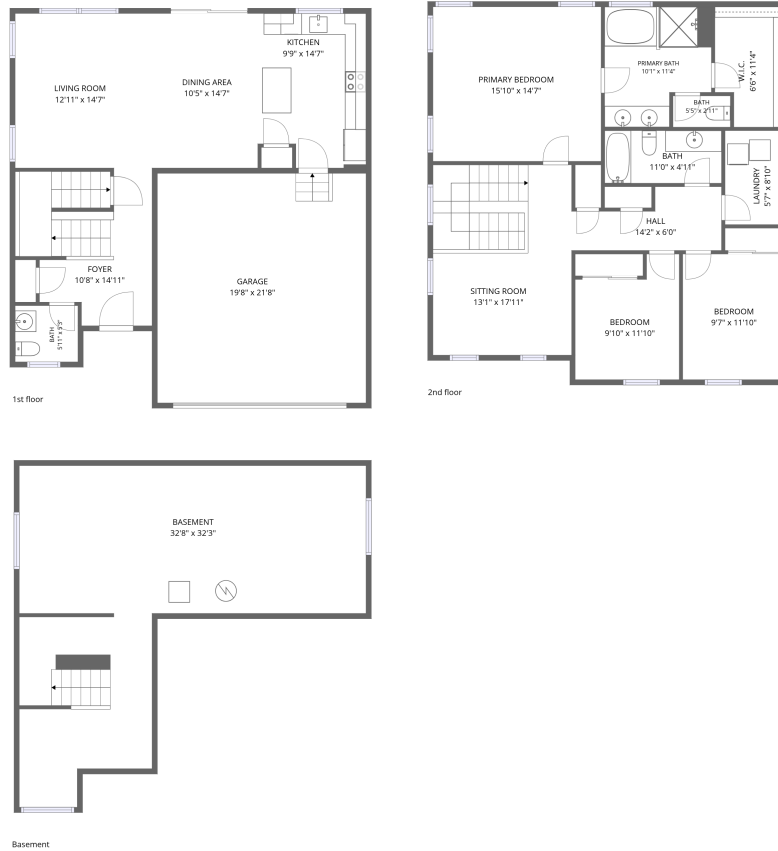 KITCHEN
9'9" x 14'7"
LIVING ROOM
12'11" x 14'7"
DINING AREA
10'5" x 14'7"
FOYER
10'8" x 14'11"
GARAGE
19'8" x 21'8"
BATH
5'11" x 5'5"
1st floor
PRIMARY BEDROOM
15'10" x 14'7"
PRIMARY BATH
10'1" x 11'4"
W.I.C.
6'6" x 11'4"
BATH
5'5" x 2'11"
BATH
11'0" x 4'11"
LAUNDRY
5'7" x 8'10"
HALL
14'2" x 6'0"
SITTING ROOM
13'1" x 17'11"
BEDROOM
9'10" x 11'10"
BEDROOM
9'7" x 11'10"
2nd floor
BASEMENT
32'8" x 32'3"
Basement